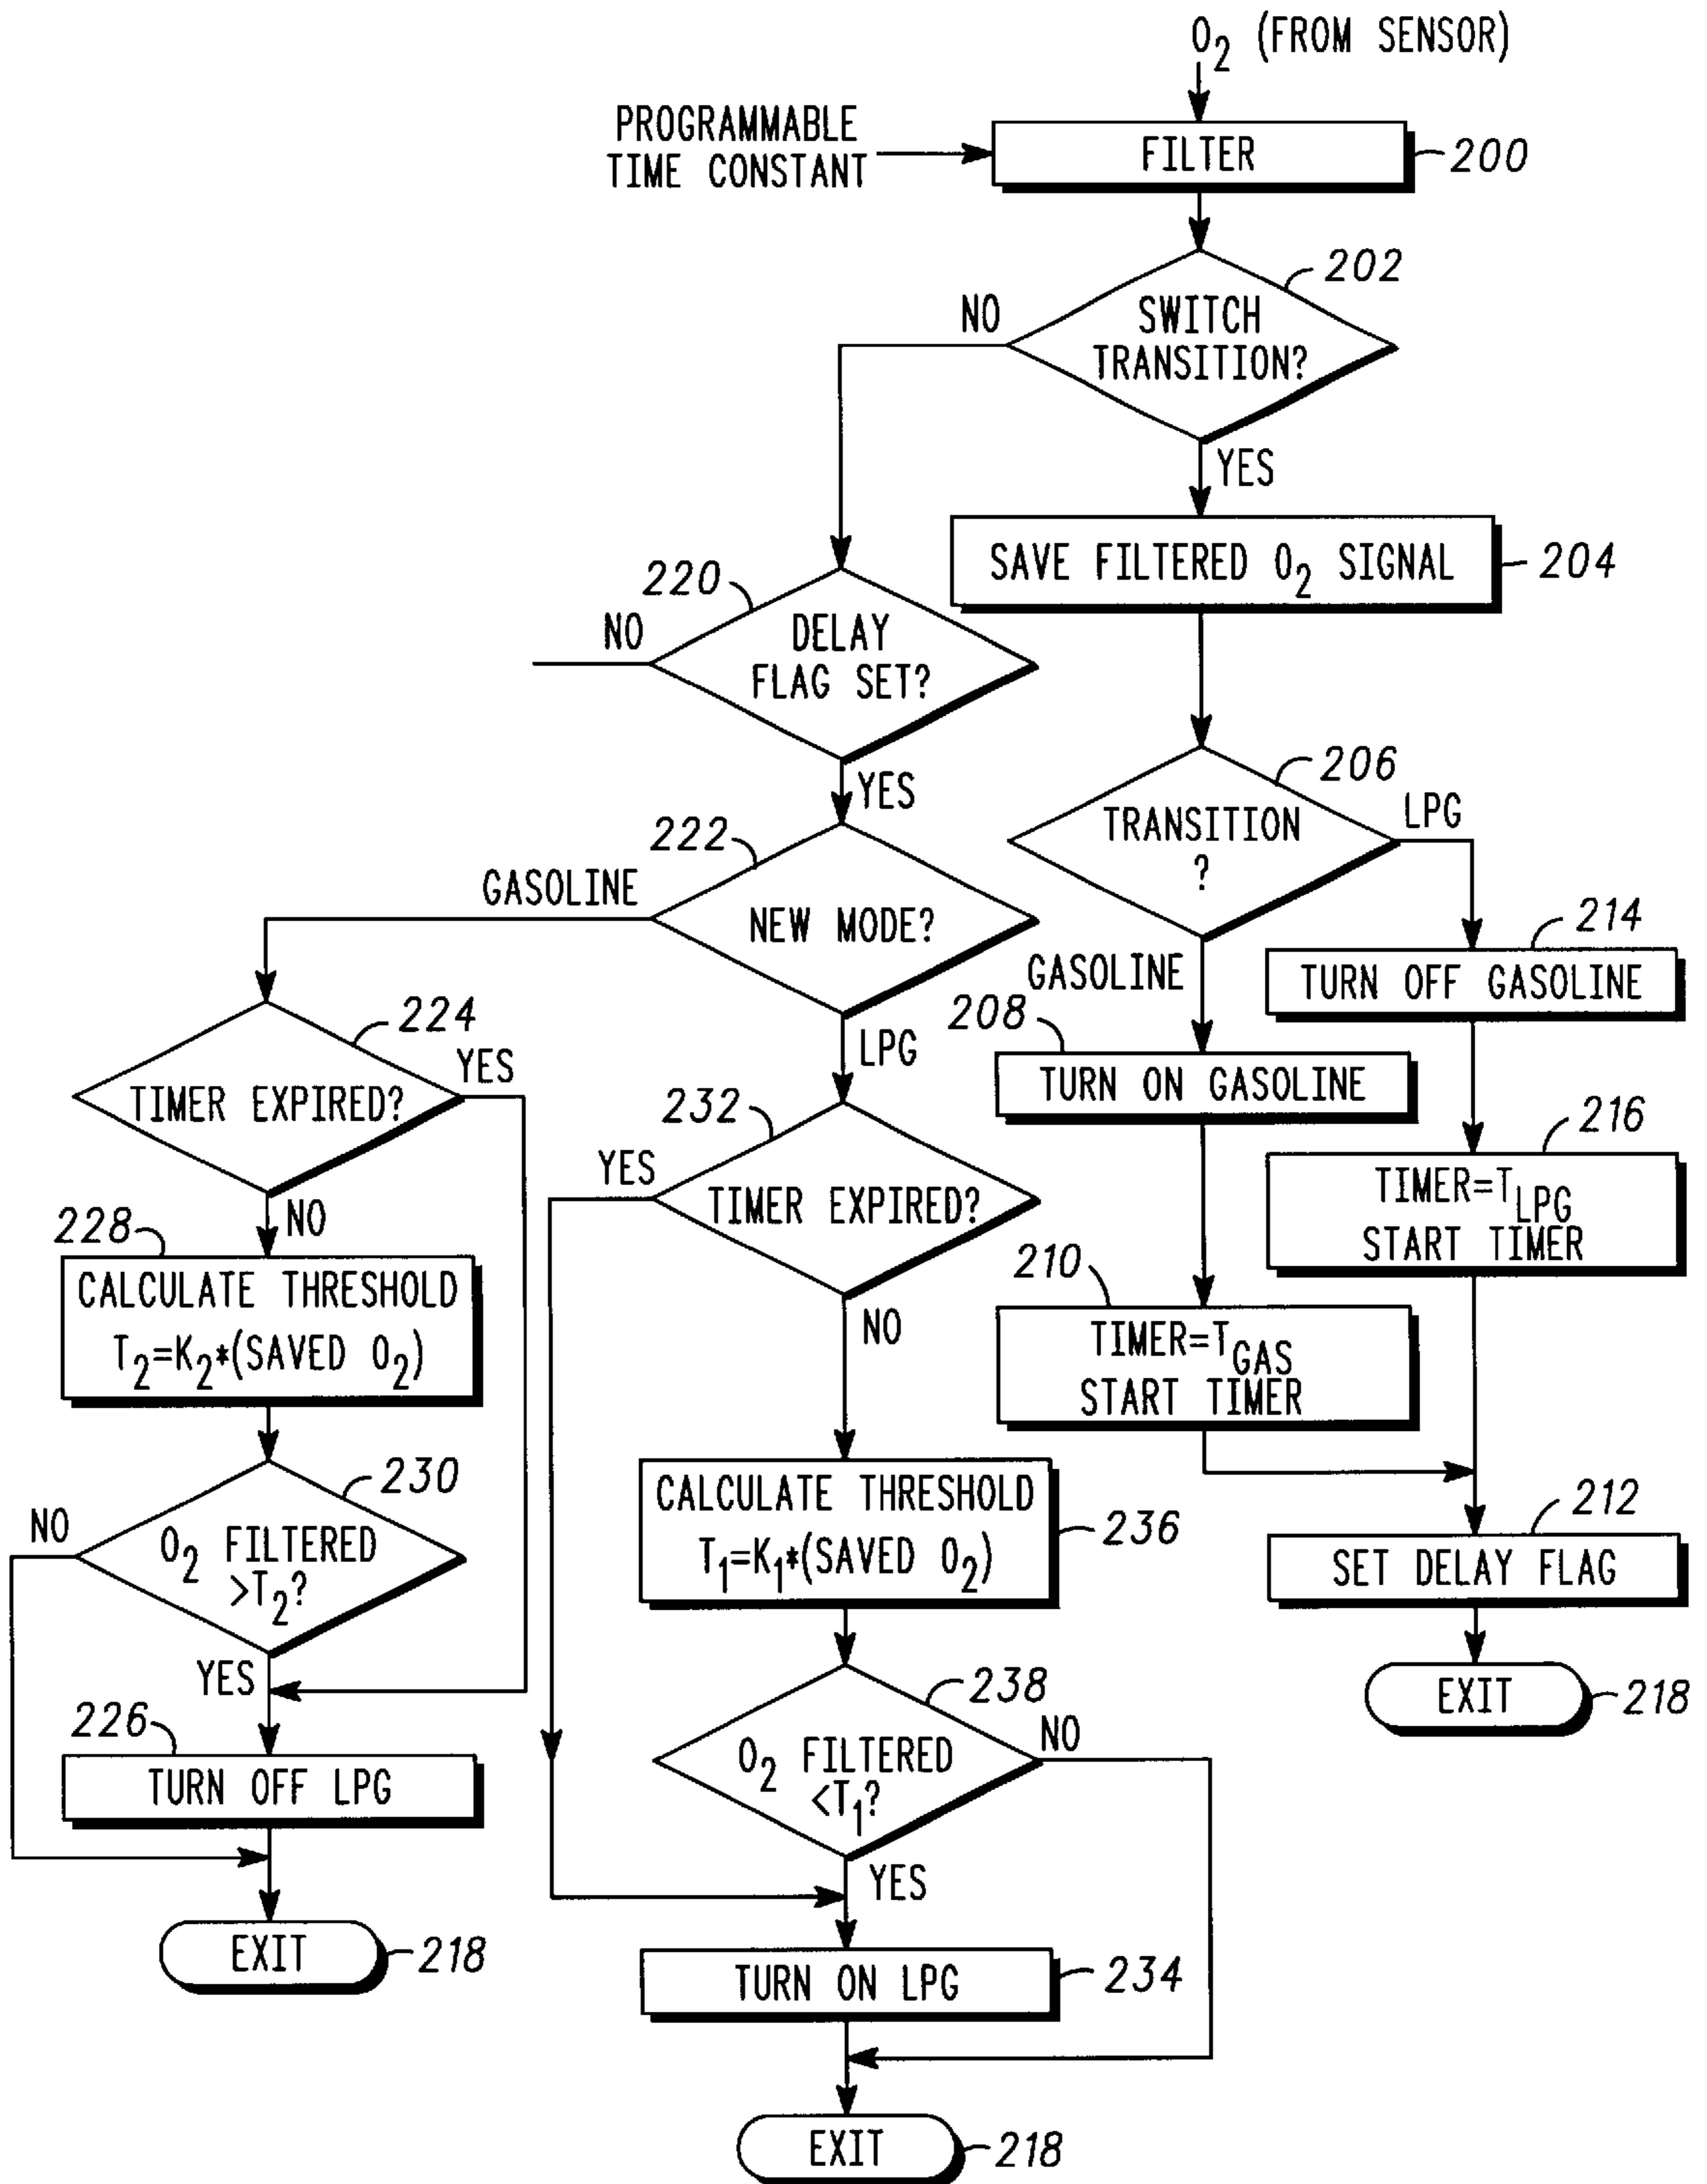 O2 (FROM SENSOR)
PROGRAMMABLE
TIME CONSTANT
FILTER
200
202
SWITCH
TRANSITION?
NO
YES
SAVE FILTERED O2 SIGNAL
204
220
DELAY
FLAG SET?
NO
YES
206
TRANSITION
?
LPG
GASOLINE
222
NEW MODE?
GASOLINE
LPG
214
TURN OFF GASOLINE
208
TURN ON GASOLINE
224
TIMER EXPIRED?
YES
NO
232
TIMER EXPIRED?
YES
NO
216
TIMER=TLPG
START TIMER
228
CALCULATE THRESHOLD
T2=K2*(SAVED O2)
210
TIMER=TGAS
START TIMER
230
O2 FILTERED
>T2?
NO
YES
CALCULATE THRESHOLD
T1=K1*(SAVED O2)
236
212
SET DELAY FLAG
EXIT
218
226
TURN OFF LPG
238
O2 FILTERED
<T1?
NO
YES
EXIT
218
TURN ON LPG
234
EXIT
218